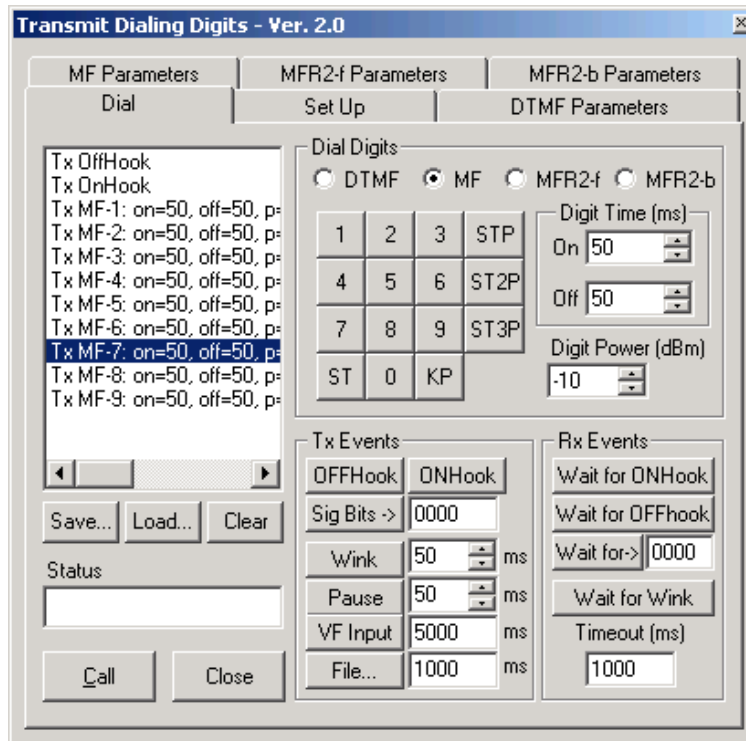 Transmit Dialing Digits - Ver. 2.0
MF Parameters
MFR2-f Parameters
MFR2-b Parameters
Dial
Set Up
DTMF Parameters
Tx OffHook
Tx OnHook
Tx MF-1: on=50, off=50, p=
Tx MF-2: on=50, off=50, p=
Tx MF-3: on=50, off=50, p=
Tx MF-4: on=50, off=50, p=
Tx MF-5: on=50, off=50, p=
Tx MF-6: on=50, off=50, p=
Tx MF-7: on=50, off=50, p=
Tx MF-8: on=50, off=50, p=
Tx MF-9: on=50, off=50, p=
Save... Load... Clear
Status
Call Close
Dial Digits
DTMF MF MFR2-f MFR2-b
1 2 3 STP
4 5 6 ST2P
7 8 9 ST3P
ST 0 KP
Digit Time (ms)
On 50
Off 50
Digit Power (dBm)
-10
Tx Events
OFFHook ONHook
Sig Bits -> 0000
Wink 50 ms
Pause 50 ms
VF Input 5000 ms
File... 1000 ms
Rx Events
Wait for ONHook
Wait for OFFhook
Wait for-> 0000
Wait for Wink
Timeout (ms)
1000